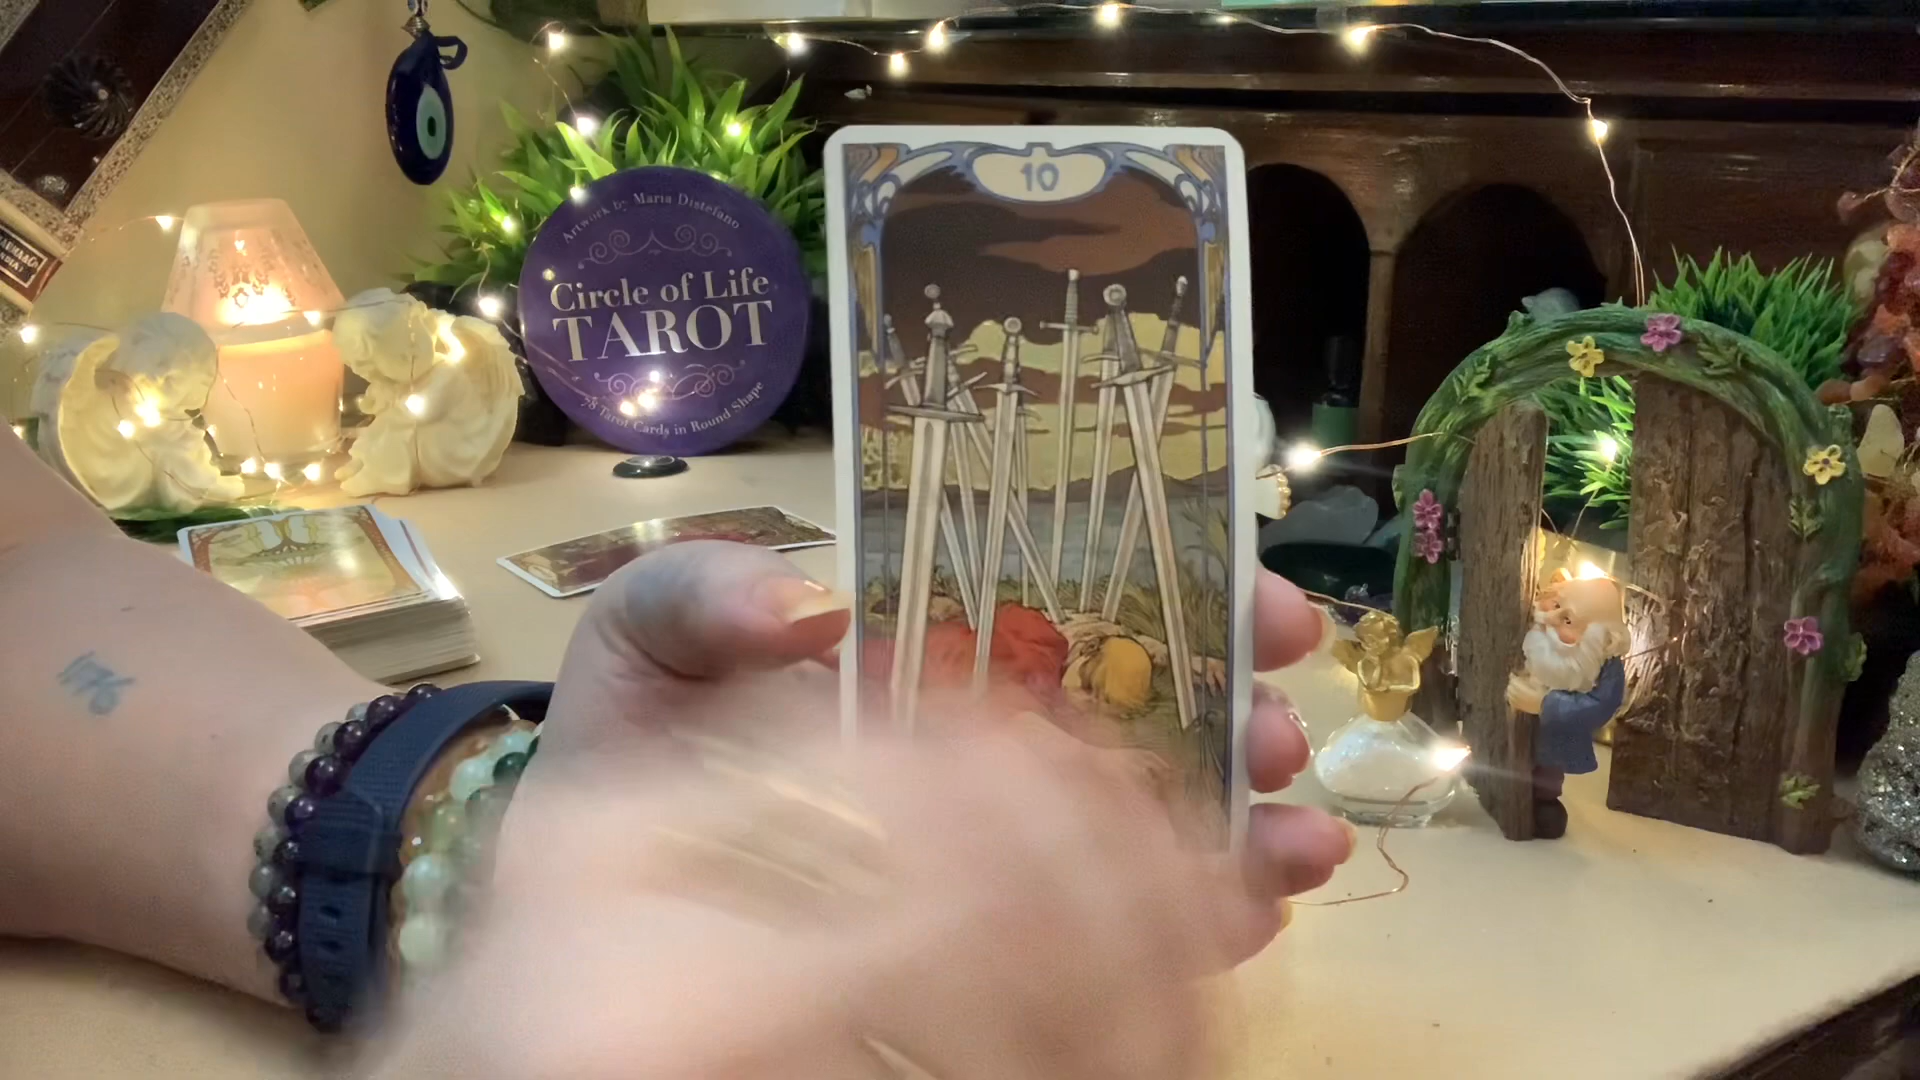 Artwork by Maria Distefano
Circle of Life
TAROT
78 Tarot Cards in Round Shape
10